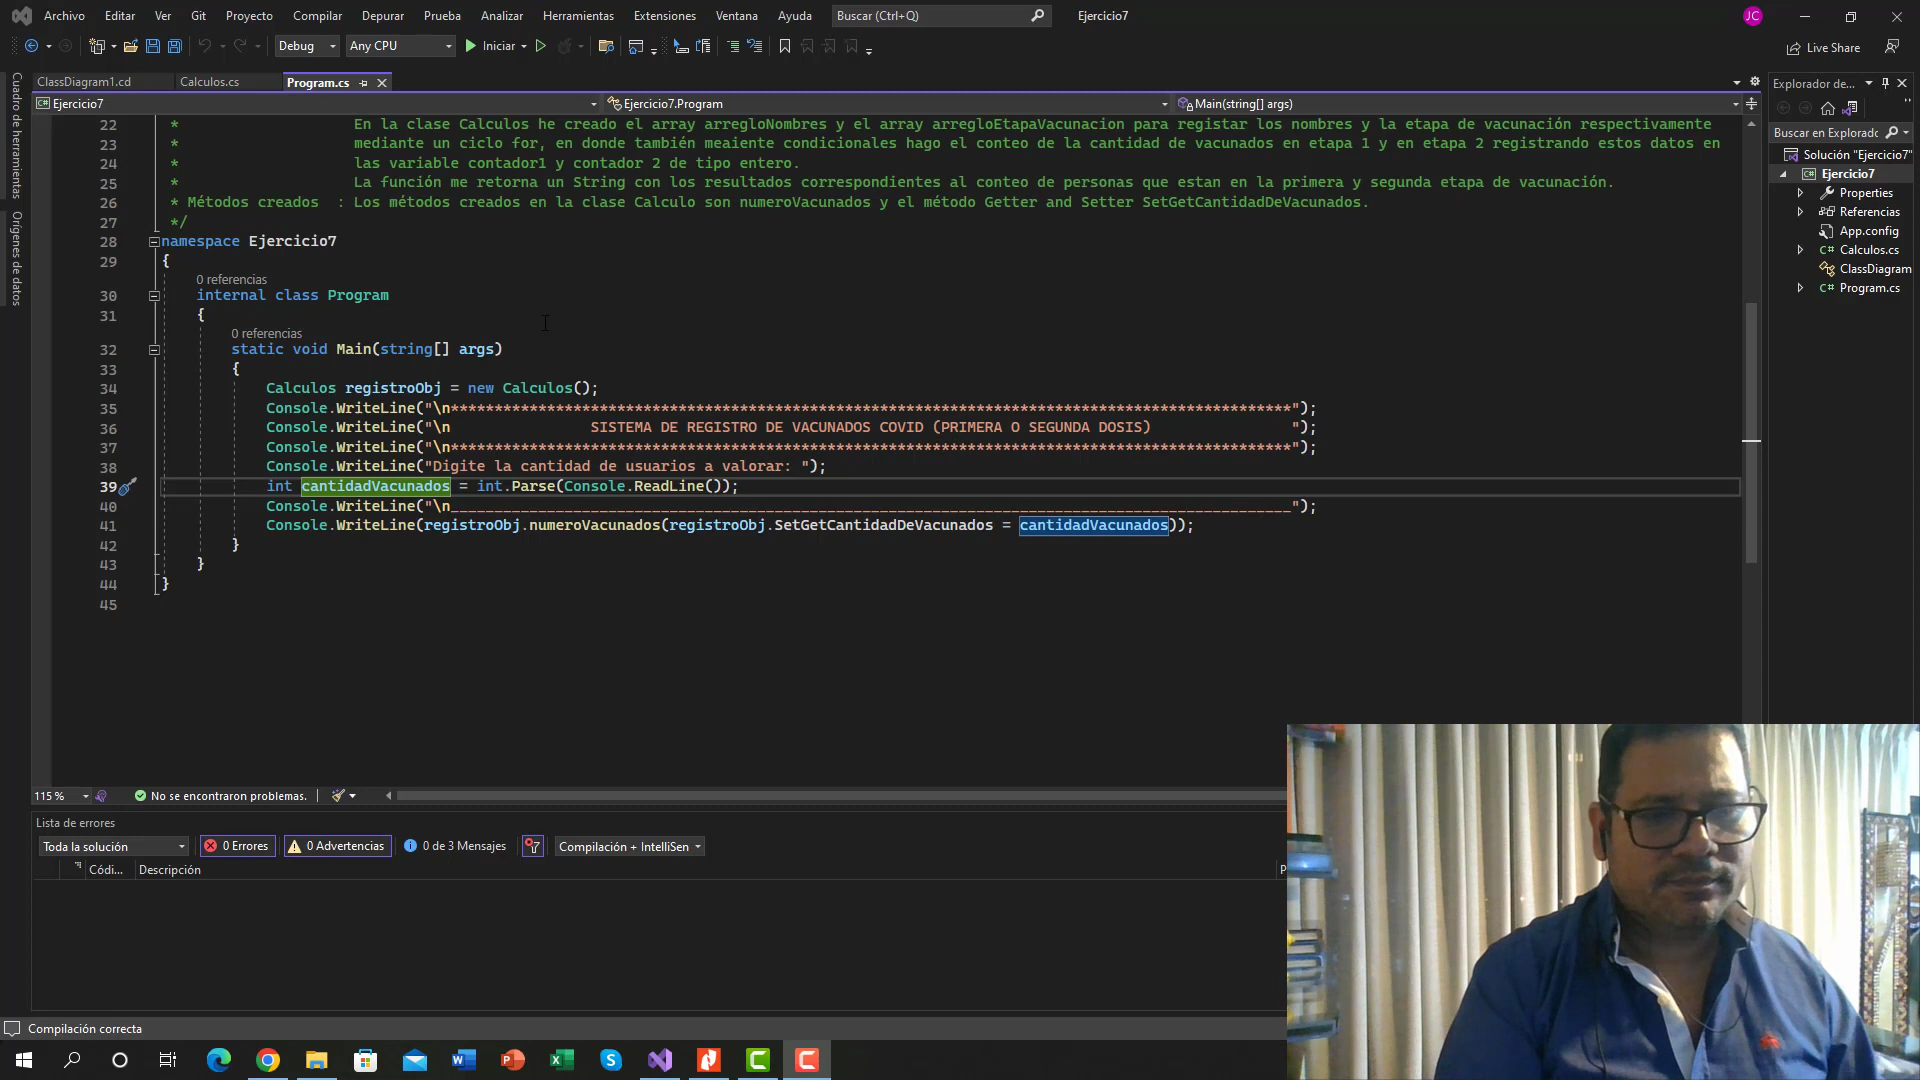 Archivo Editar Ver Git Proyecto Compilar Depurar Prueba Analizar Herramientas Extensiones Ventana Ayuda Buscar (Ctrl+Q) Ejercicio7 JC
Debug Any CPU Iniciar Live Share
ClassDiagram1.cd Calculos.cs Program.cs
Ejercicio7 Ejercicio7.Program Main(string[] args)
Cuadro de herramientas
Orígenes de datos
22 * En la clase Calculos he creado el array arregloNombres y el array arregloEtapaVacunacion para registar los nombres y la etapa de vacunación respectivamente
23 * mediante un ciclo for, en donde también meaiente condicionales hago el conteo de la cantidad de vacunados en etapa 1 y en etapa 2 registrando estos datos en
24 * las variable contador1 y contador 2 de tipo entero.
25 * La función me retorna un String con los resultados correspondientes al conteo de personas que estan en la primera y segunda etapa de vacunación.
26 * Métodos creados : Los métodos creados en la clase Calculo son numeroVacunados y el método Getter and Setter SetGetCantidadDeVacunados.
27 */
28 namespace Ejercicio7
29 {
0 referencias
30 internal class Program
31 {
0 referencias
32 static void Main(string[] args)
33 {
34 Calculos registroObj = new Calculos();
35 Console.WriteLine("\n************************************************************************************************");
36 Console.WriteLine("\n SISTEMA DE REGISTRO DE VACUNADOS COVID (PRIMERA O SEGUNDA DOSIS) ");
37 Console.WriteLine("\n************************************************************************************************");
38 Console.WriteLine("Digite la cantidad de usuarios a valorar: ");
39 int cantidadVacunados = int.Parse(Console.ReadLine());
40 Console.WriteLine("\n________________________________________________________________________________________________");
41 Console.WriteLine(registroObj.numeroVacunados(registroObj.SetGetCantidadDeVacunados = cantidadVacunados));
42 }
43 }
44 }
45
Explorador de...
Buscar en Explorado
Solución "Ejercicio7"
Ejercicio7
Properties
Referencias
App.config
Calculos.cs
ClassDiagram
Program.cs
115 % No se encontraron problemas.
Lista de errores
Toda la solución 0 Errores 0 Advertencias 0 de 3 Mensajes Compilación + IntelliSen
Códi... Descripción P
Compilación correcta